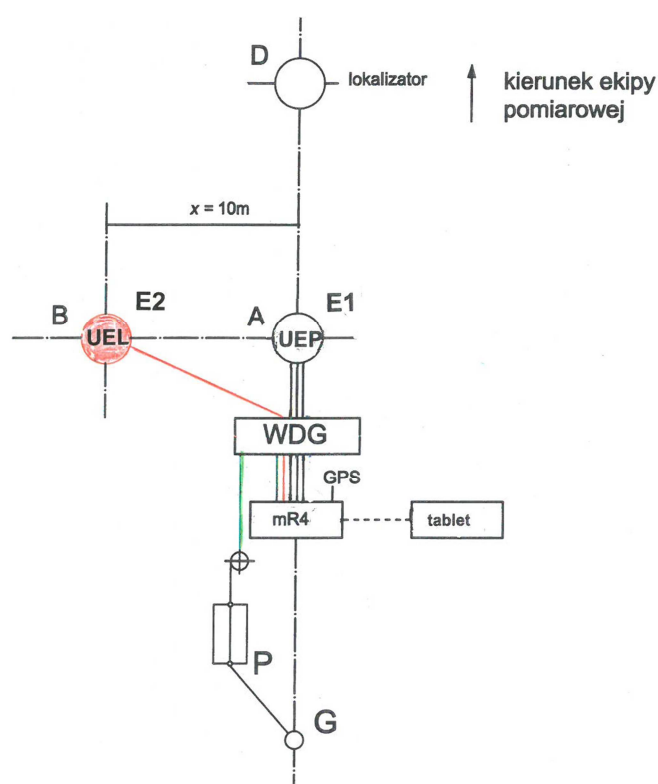 D
lokalizator
kierunek ekipy
pomiarowej
x = 10m
B
E2
A
E1
UEL
UEP
WDG
GPS
mR4
tablet
P
G